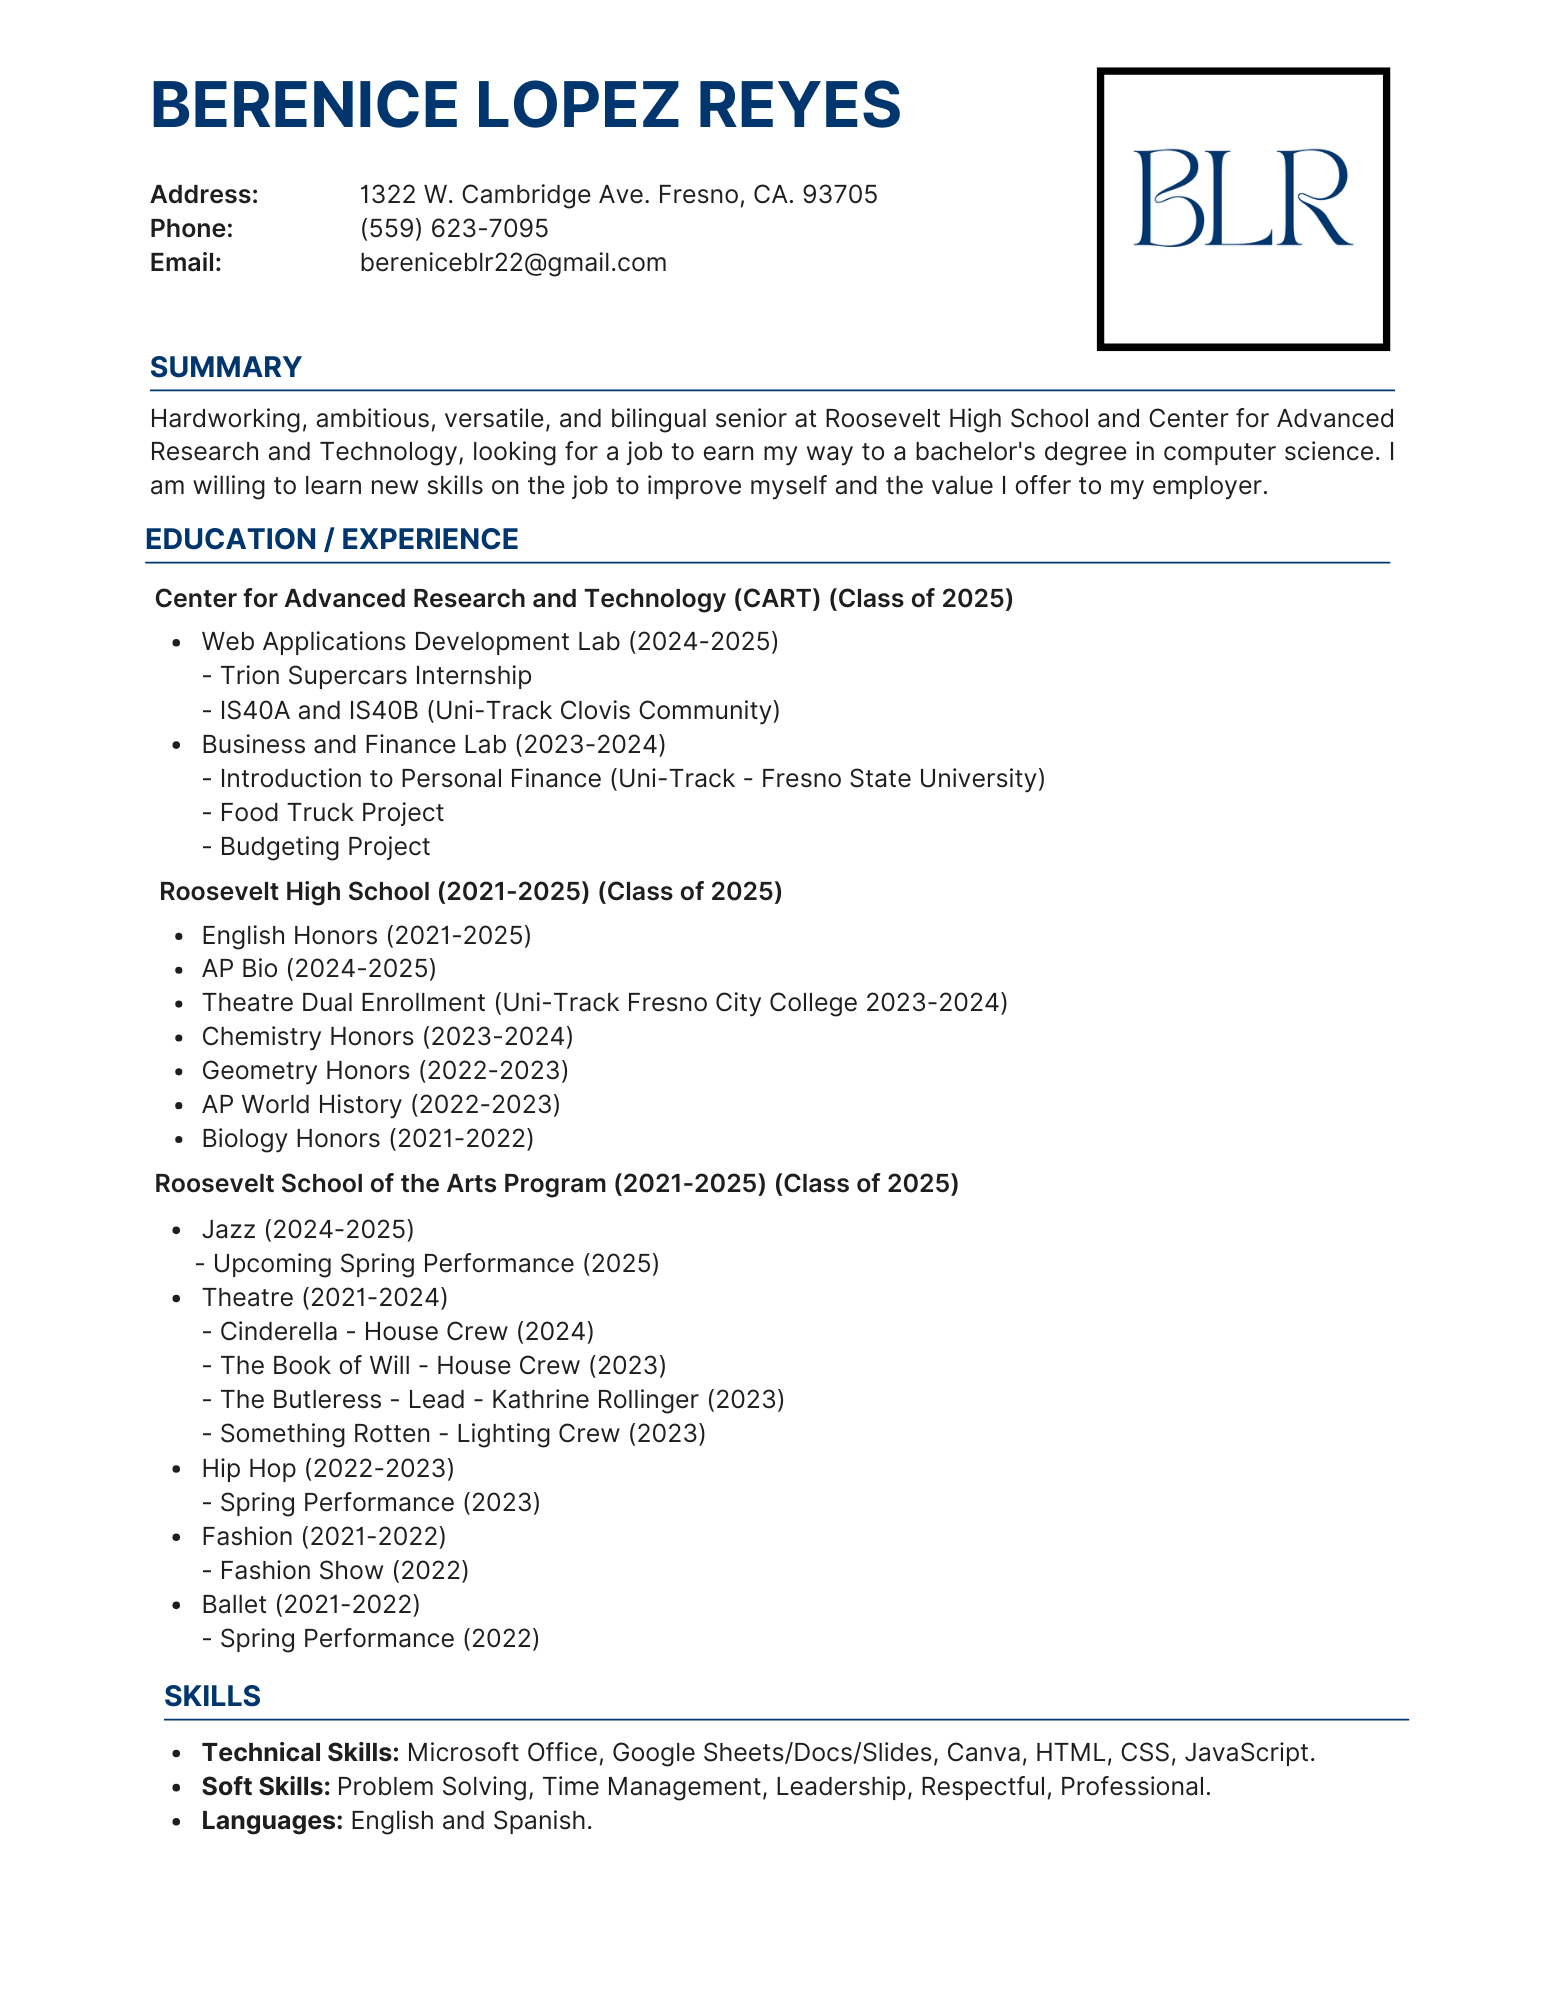 BERENICE LOPEZ REYES
BLR
Address: 1322 W. Cambridge Ave. Fresno, CA. 93705
Phone: (559) 623-7095
Email: bereniceblr22@gmail.com
SUMMARY
Hardworking, ambitious, versatile, and bilingual senior at Roosevelt High School and Center for Advanced
Research and Technology, looking for a job to earn my way to a bachelor's degree in computer science. I
am willing to learn new skills on the job to improve myself and the value I offer to my employer.
EDUCATION / EXPERIENCE
Center for Advanced Research and Technology (CART) (Class of 2025)
• Web Applications Development Lab (2024-2025)
- Trion Supercars Internship
- IS40A and IS40B (Uni-Track Clovis Community)
• Business and Finance Lab (2023-2024)
- Introduction to Personal Finance (Uni-Track - Fresno State University)
- Food Truck Project
- Budgeting Project
Roosevelt High School (2021-2025) (Class of 2025)
• English Honors (2021-2025)
• AP Bio (2024-2025)
• Theatre Dual Enrollment (Uni-Track Fresno City College 2023-2024)
• Chemistry Honors (2023-2024)
• Geometry Honors (2022-2023)
• AP World History (2022-2023)
• Biology Honors (2021-2022)
Roosevelt School of the Arts Program (2021-2025) (Class of 2025)
• Jazz (2024-2025)
- Upcoming Spring Performance (2025)
• Theatre (2021-2024)
- Cinderella - House Crew (2024)
- The Book of Will - House Crew (2023)
- The Butleress - Lead - Kathrine Rollinger (2023)
- Something Rotten - Lighting Crew (2023)
• Hip Hop (2022-2023)
- Spring Performance (2023)
• Fashion (2021-2022)
- Fashion Show (2022)
• Ballet (2021-2022)
- Spring Performance (2022)
SKILLS
• Technical Skills: Microsoft Office, Google Sheets/Docs/Slides, Canva, HTML, CSS, JavaScript.
• Soft Skills: Problem Solving, Time Management, Leadership, Respectful, Professional.
• Languages: English and Spanish.